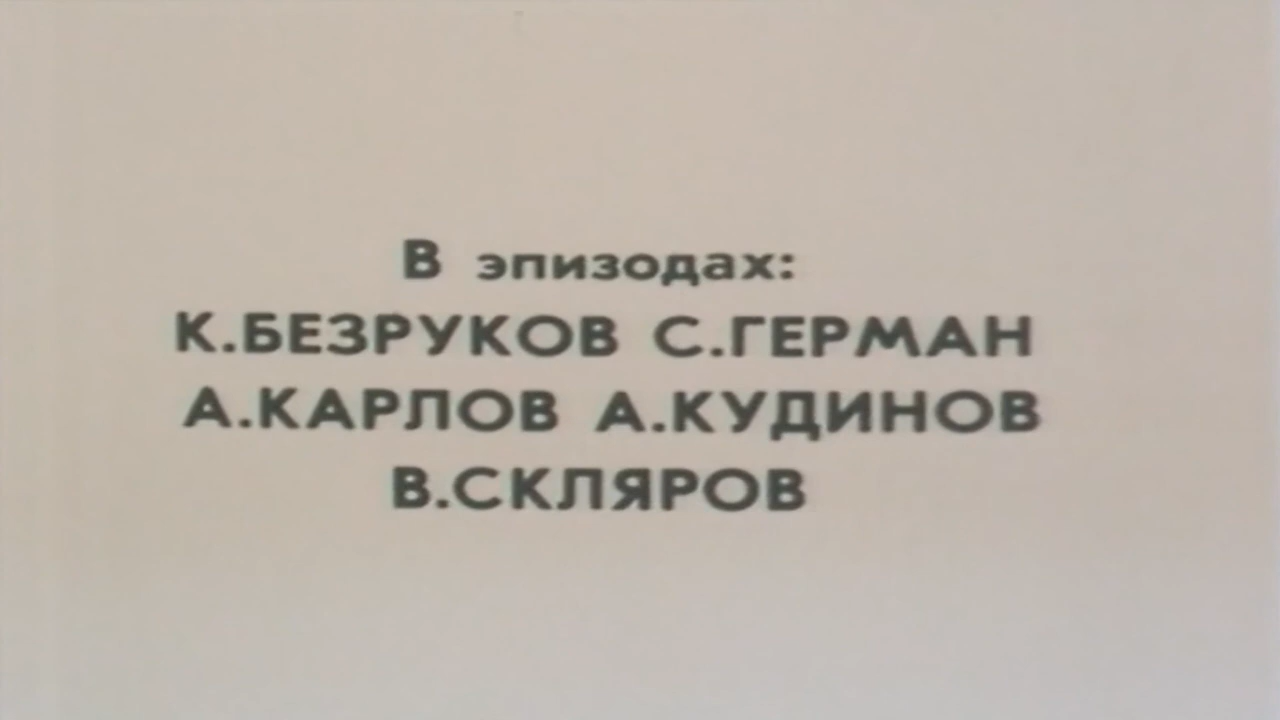 В эпизодах:
К.БЕЗРУКОВ С.ГЕРМАН
А.КАРЛОВ А.КУДИНОВ
В.СКЛЯРОВ